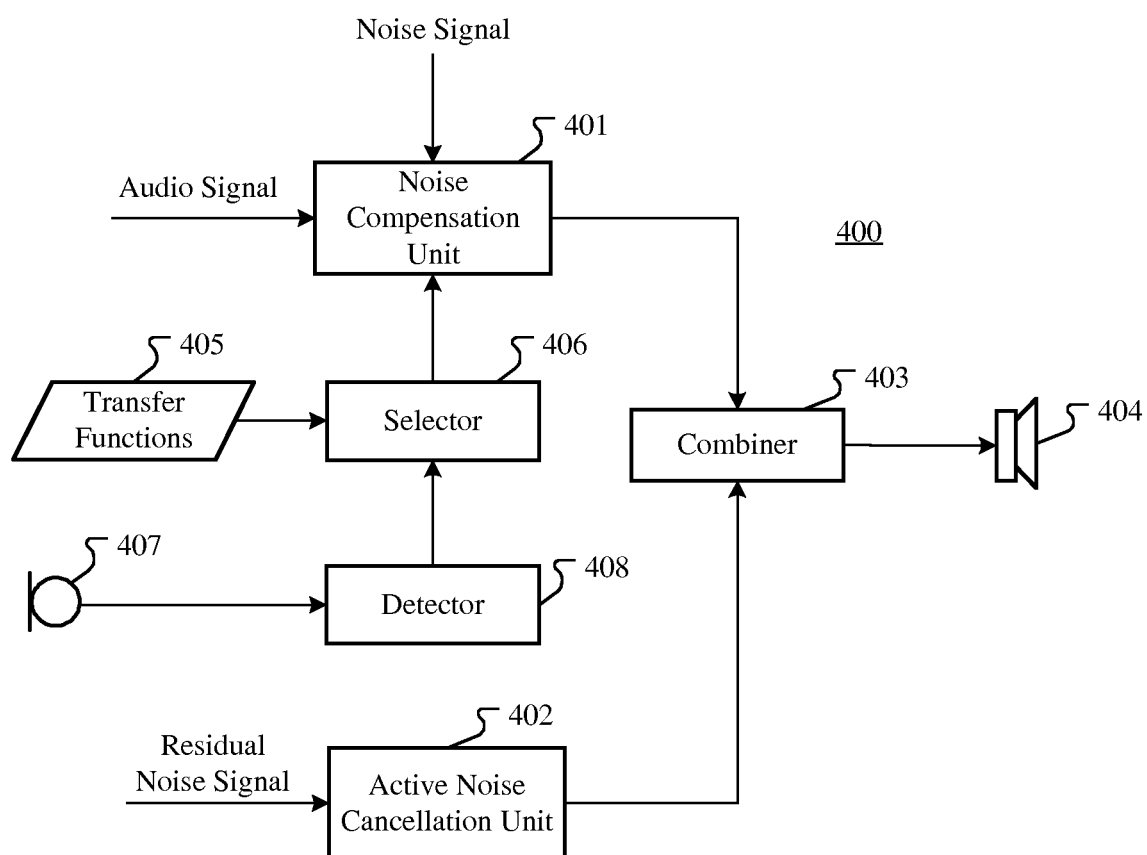 Noise Signal
401
Audio Signal
Noise
Compensation
Unit
400
405
406
Transfer
Functions
Selector
403
404
Combiner
407
408
Detector
402
Residual
Noise Signal
Active Noise
Cancellation Unit